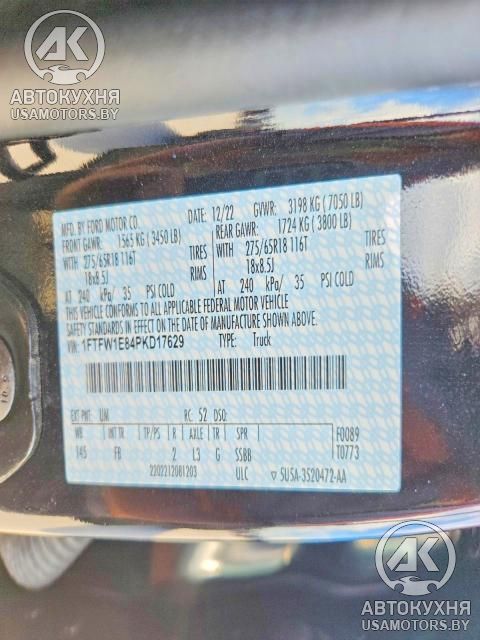 AK
АВТОКУХНЯ
USAMOTORS.BY
MFD. BY FORD MOTOR CO. DATE: 12/22 GVWR: 3198 KG (7050 LB)
FRONT GAWR: 1565 KG (3450 LB) REAR GAWR: 1724 KG (3800 LB)
WITH 275/65R18 116T TIRES WITH 275/65R18 116T TIRES
18x8.5J RIMS 18x8.5J RIMS
AT 240 kPa/ 35 PSI COLD AT 240 kPa/ 35 PSI COLD
THIS VEHICLE CONFORMS TO ALL APPLICABLE FEDERAL MOTOR VEHICLE
SAFETY STANDARDS IN EFFECT ON THE DATE OF MANUFACTURE SHOWN ABOVE
VIN: 1FTFW1E84PKD17629 TYPE: Truck
EXT PNT: UM RC: 52 DSO:
WB INT TR TP/PS R AXLE TR SPR F0089
145 FB 2 L3 G SSBB T0773
2202212081203 ULC 5USA-3520472-AA
AK
АВТОКУХНЯ
USAMOTORS.BY